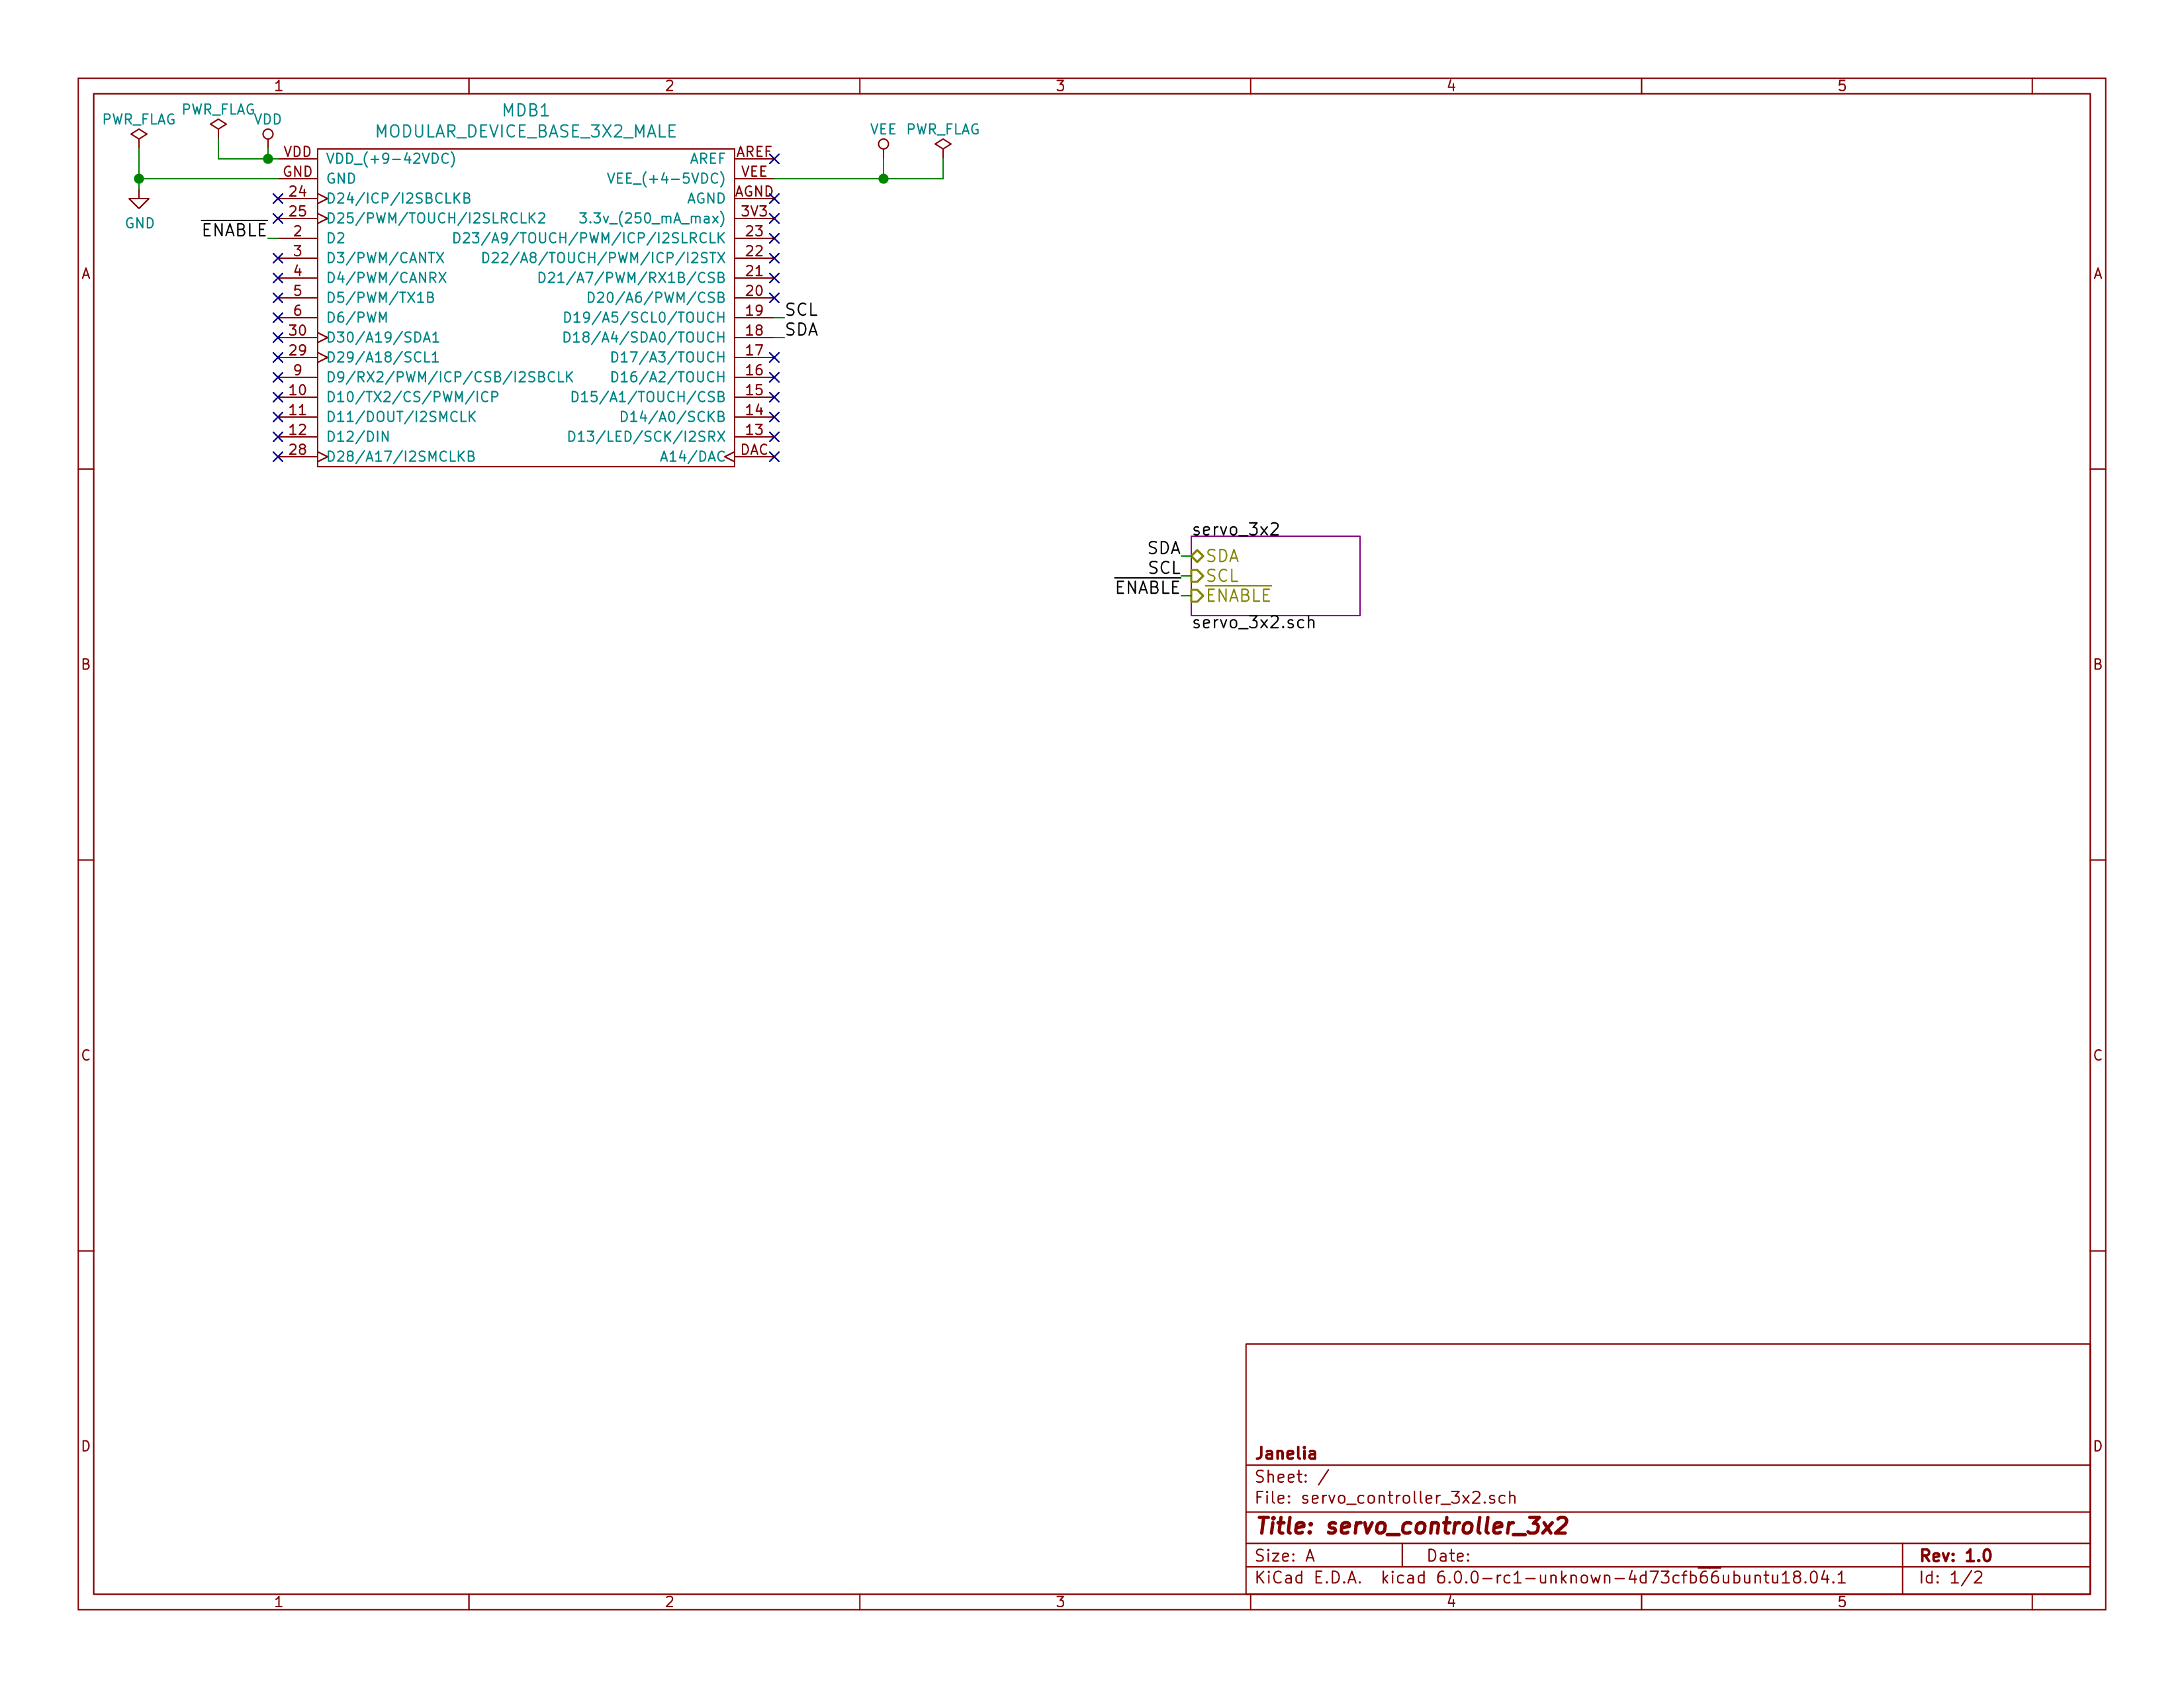 1 2 3 4 5
PWR_FLAG PWR_FLAG VDD
MDB1
MODULAR_DEVICE_BASE_3X2_MALE
VEE PWR_FLAG
VDD VDD_(+9-42VDC) AREF AREF
GND GND VEE_(+4-5VDC) VEE
24 D24/ICP/I2SBCLKB AGND AGND
25 D25/PWM/TOUCH/I2SLRCLK2 3.3v_(250_mA_max) 3V3
GND
ENABLE 2 D2 D23/A9/TOUCH/PWM/ICP/I2SLRCLK 23
3 D3/PWM/CANTX D22/A8/TOUCH/PWM/ICP/I2STX 22
A A
4 D4/PWM/CANRX D21/A7/PWM/RX1B/CSB 21
5 D5/PWM/TX1B D20/A6/PWM/CSB 20
6 D6/PWM D19/A5/SCL0/TOUCH 19 SCL
30 D30/A19/SDA1 D18/A4/SDA0/TOUCH 18 SDA
29 D29/A18/SCL1 D17/A3/TOUCH 17
9 D9/RX2/PWM/ICP/CSB/I2SBCLK D16/A2/TOUCH 16
10 D10/TX2/CS/PWM/ICP D15/A1/TOUCH/CSB 15
11 D11/DOUT/I2SMCLK D14/A0/SCKB 14
12 D12/DIN D13/LED/SCK/I2SRX 13
28 D28/A17/I2SMCLKB A14/DAC DAC
servo_3x2
SDA SDA
SCL SCL
ENABLE ENABLE
servo_3x2.sch
B B
C C
D D
Janelia
Sheet: /
File: servo_controller_3x2.sch
Title: servo_controller_3x2
Size: A Date: Rev: 1.0
KiCad E.D.A. kicad 6.0.0-rc1-unknown-4d73cfb66ubuntu18.04.1 Id: 1/2
1 2 3 4 5